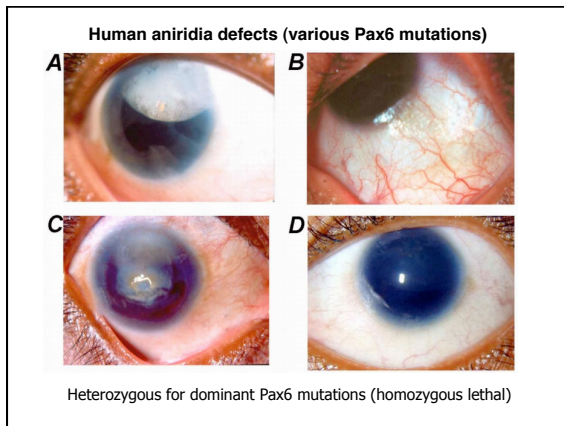 Human aniridia defects (various Pax6 mutations)
A
B
C
D
Heterozygous for dominant Pax6 mutations (homozygous lethal)